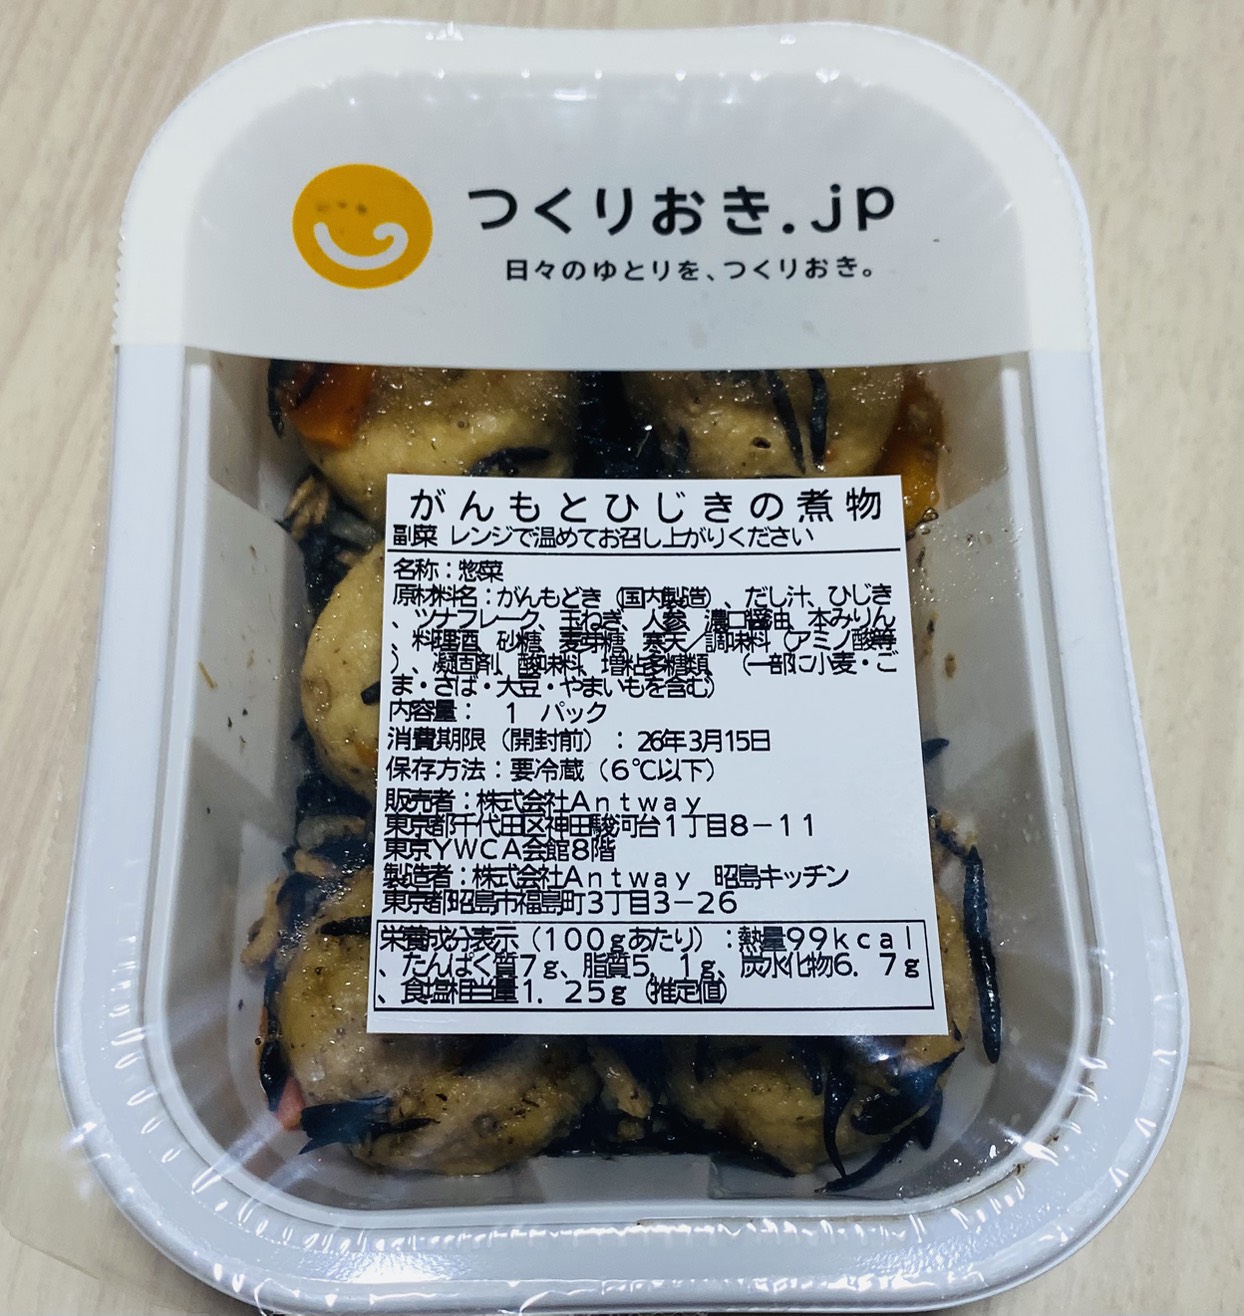 つくりおき.jp
日々のゆとりを、つくりおき。
がんもとひじきの煮物
副菜 レンジで温めてお召し上がりください
名称：惣菜
原材料名：がんもどき（国内製造）、だし汁、ひじき
、ツナフレーク、玉ねぎ、人参、濃口醤油、本みりん
、料理酒、砂糖、麦芽糖、寒天／調味料（アミノ酸等
）、凝固剤、酸味料、増粘多糖類　（一部に小麦・ご
ま・さば・大豆・やまいもを含む）
内容量：　１　パック
消費期限（開封前）：26年3月15日
保存方法：要冷蔵（6℃以下）
販売者：株式会社Ａｎｔｗａｙ
東京都千代田区神田駿河台１丁目８－１１
東京ＹＷＣＡ会館８階
製造者：株式会社Ａｎｔｗａｙ　昭島キッチン
東京都昭島市福島町３丁目３－２６
栄養成分表示（１００ｇあたり）：熱量９９ｋｃａｌ
、たんぱく質７ｇ、脂質５．１ｇ、炭水化物６．７ｇ
、食塩相当量１．２５ｇ（推定値）